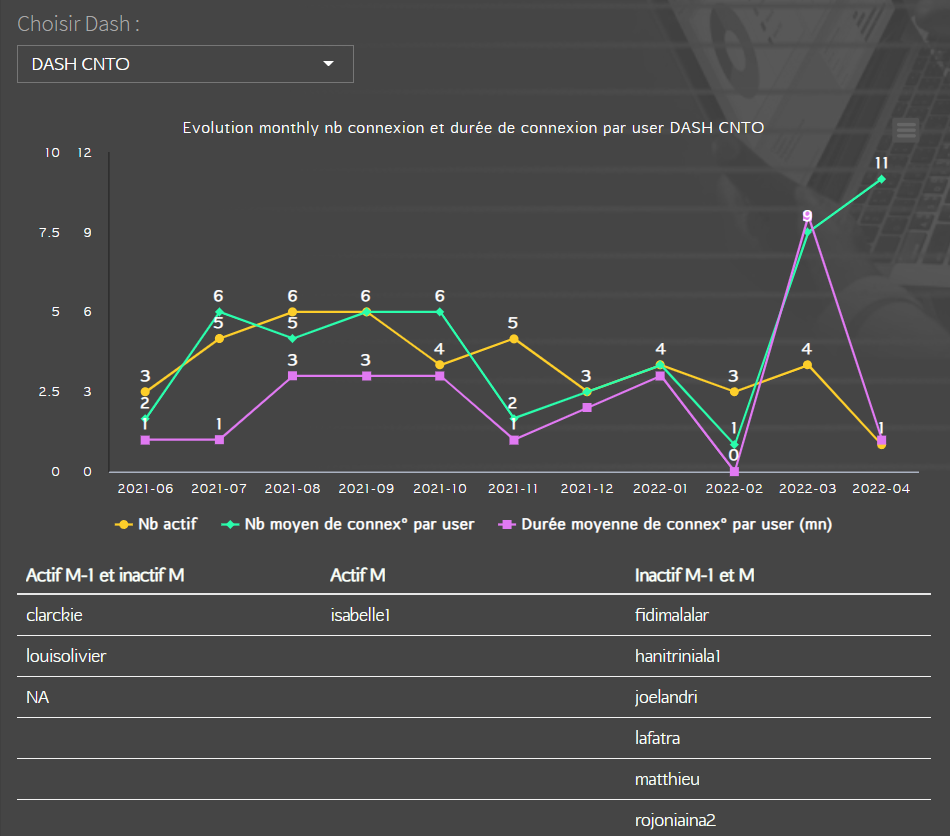 Choisir Dash :
DASH CNTO
Evolution monthly nb connexion et durée de connexion par user DASH CNTO
10 12
11
9
7.5 9
6 6 6 6
5 6
5 5 5
4 4 4
3 3 3 3 3
2.5 3
2 2
1 1 1 1 1
0
0 0
2021-06 2021-07 2021-08 2021-09 2021-10 2021-11 2021-12 2022-01 2022-02 2022-03 2022-04
Nb actif Nb moyen de connex° par user Durée moyenne de connex° par user (mn)
Actif M-1 et inactif M Actif M Inactif M-1 et M
clarckie isabelle1 fidimalalar
louisolivier hanitriniala1
NA joelandri
lafatra
matthieu
rojoniaina2